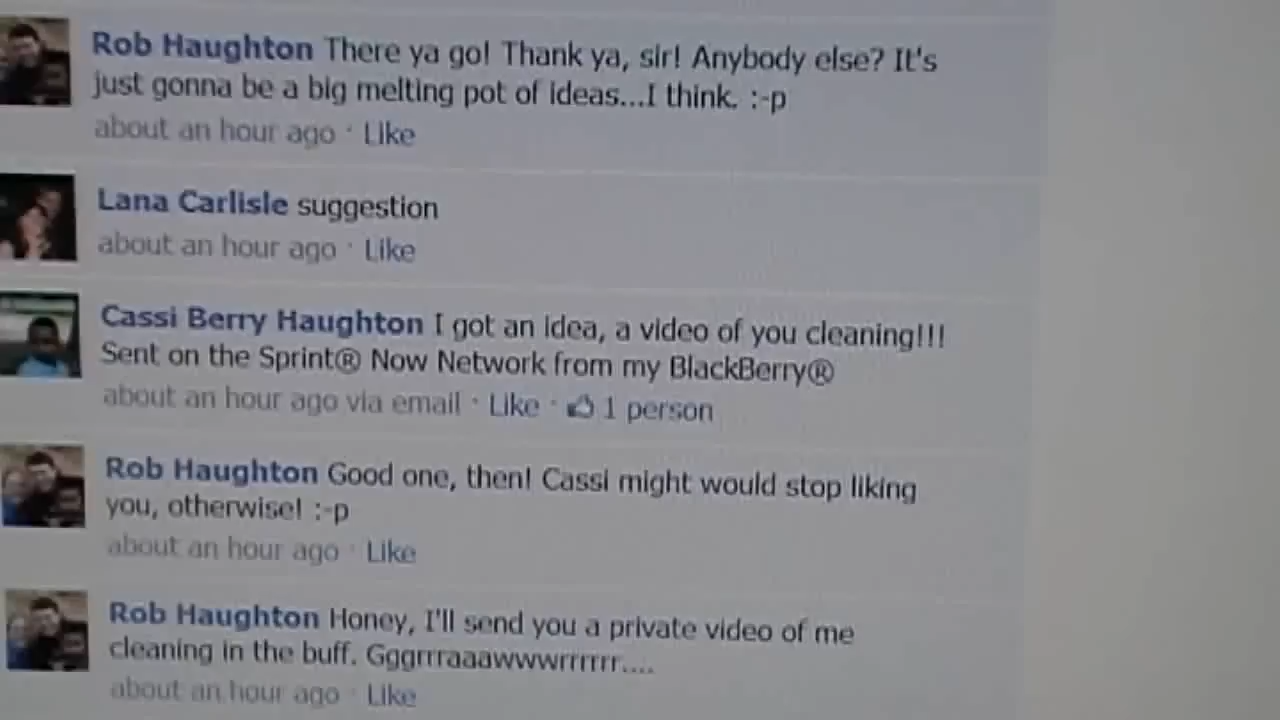 Rob Haughton There ya go! Thank ya, sir! Anybody else? It's
just gonna be a big melting pot of ideas...I think. :-p
about an hour ago · Like
Lana Carlisle suggestion
about an hour ago · Like
Cassi Berry Haughton I got an idea, a video of you cleaning!!!
Sent on the Sprint® Now Network from my BlackBerry®
about an hour ago via email · Like · 1 person
Rob Haughton Good one, then! Cassi might would stop liking
you, otherwise! :-p
about an hour ago · Like
Rob Haughton Honey, I'll send you a private video of me
cleaning in the buff. Gggrrraaawwwrrrrrr....
about an hour ago · Like